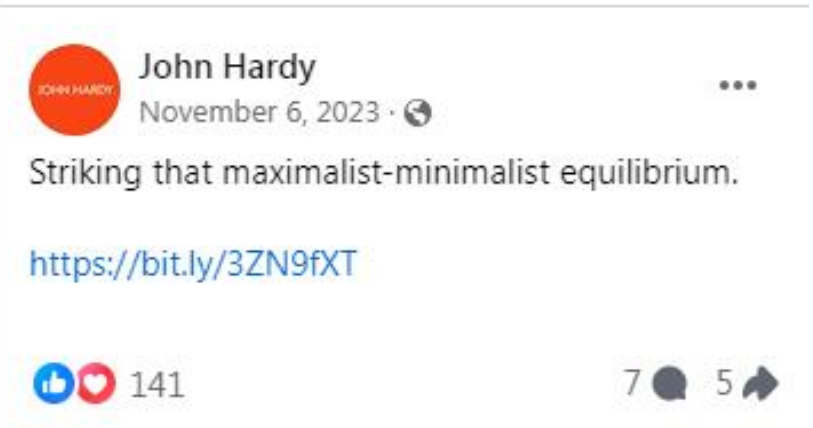 JOHN HARDY
John Hardy
November 6, 2023 ·
Striking that maximalist-minimalist equilibrium.
https://bit.ly/3ZN9fXT
141
7 5